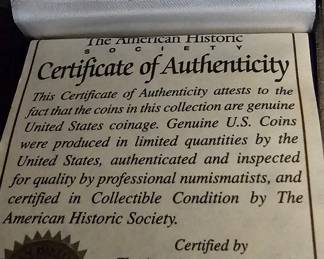 The American Historic
SOCIETY
Certificate of Authenticity
This Certificate of Authenticity attests to the
fact that the coins in this collection are genuine
United States coinage. Genuine U.S. Coins
were produced in limited quantities by the
United States, authenticated and inspected
for quality by professional numismatists, and
certified in Collectible Condition by The
American Historic Society.
Certified by